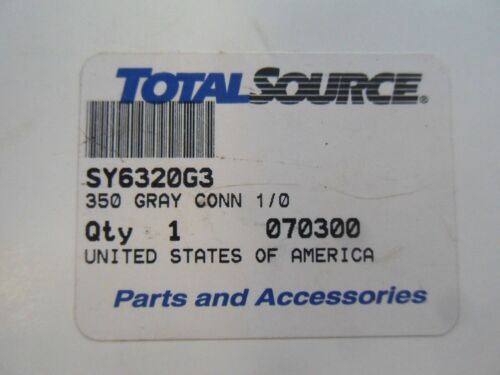 TOTALSOURCE®
SY6320G3
350 GRAY CONN 1/0
Qty 1 070300
UNITED STATES OF AMERICA
Parts and Accessories